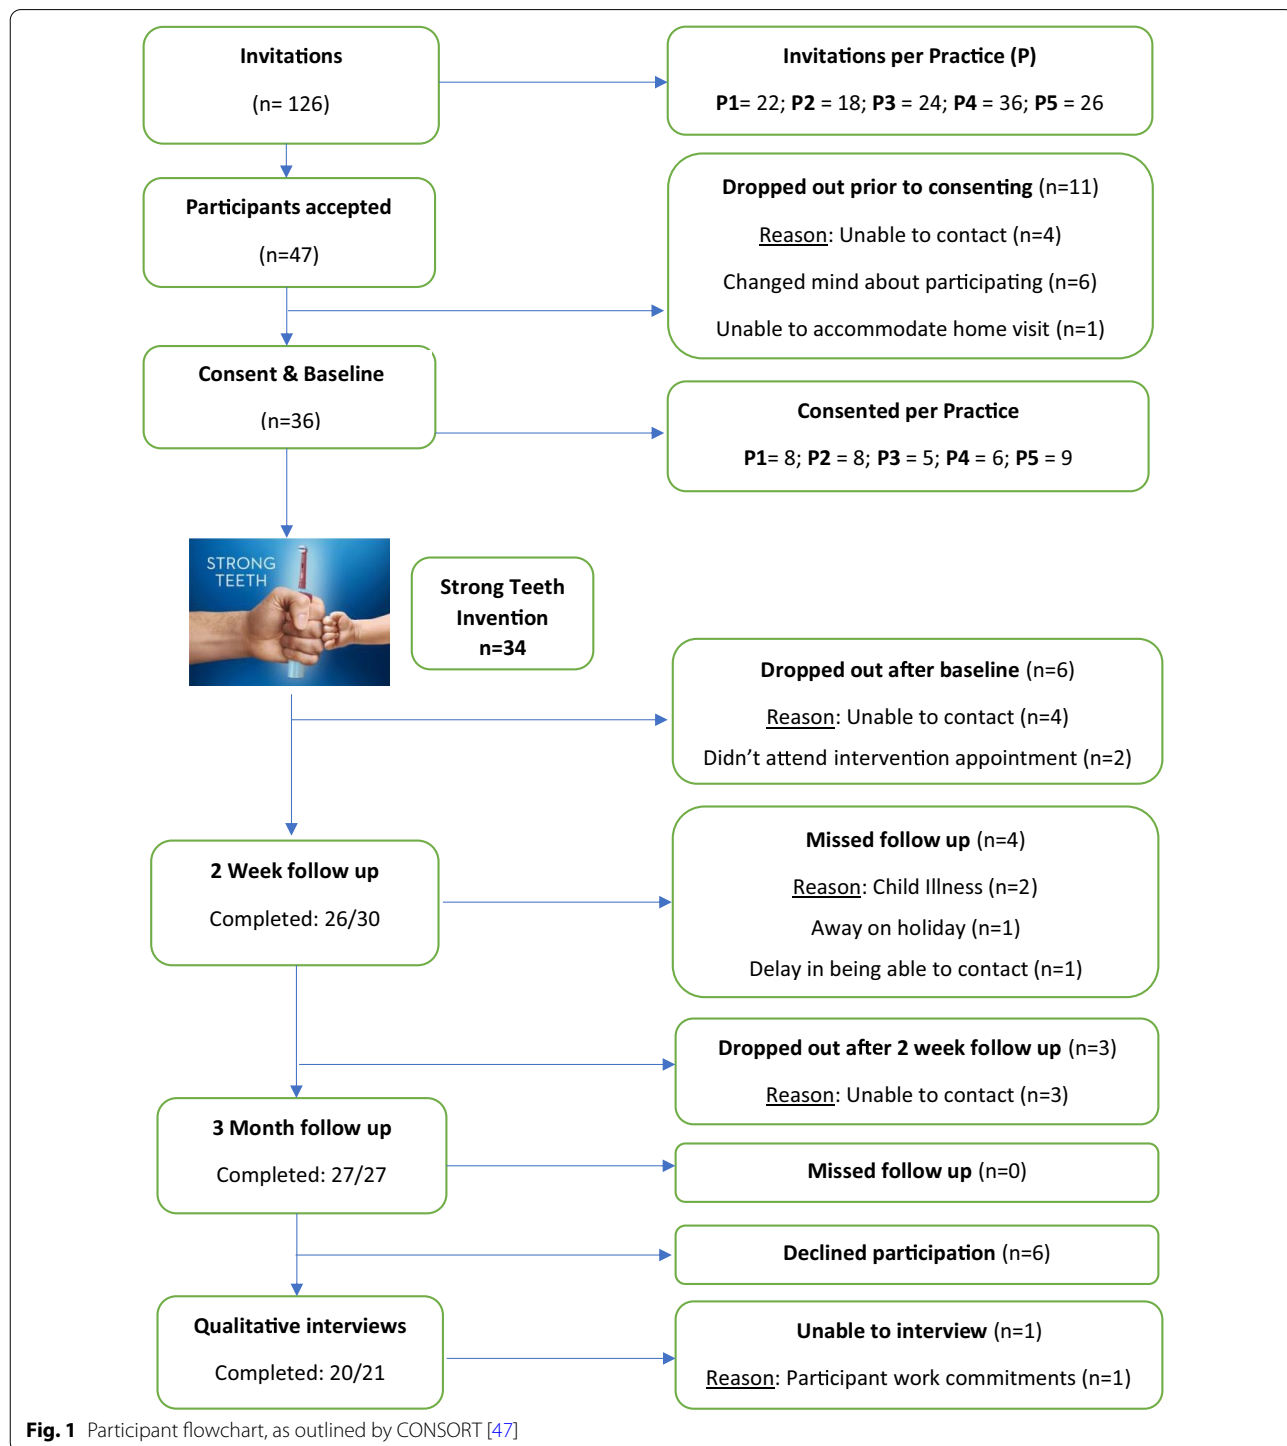 Invitations
(n= 126)
Invitations per Practice (P)
P1= 22; P2 = 18; P3 = 24; P4 = 36; P5 = 26
Participants accepted
(n=47)
Dropped out prior to consenting (n=11)
Reason: Unable to contact (n=4)
Changed mind about participating (n=6)
Unable to accommodate home visit (n=1)
Consent & Baseline
(n=36)
Consented per Practice
P1= 8; P2 = 8; P3 = 5; P4 = 6; P5 = 9
STRONG
TEETH
Strong Teeth
Invention
n=34
Dropped out after baseline (n=6)
Reason: Unable to contact (n=4)
Didn't attend intervention appointment (n=2)
2 Week follow up
Completed: 26/30
Missed follow up (n=4)
Reason: Child Illness (n=2)
Away on holiday (n=1)
Delay in being able to contact (n=1)
Dropped out after 2 week follow up (n=3)
Reason: Unable to contact (n=3)
3 Month follow up
Completed: 27/27
Missed follow up (n=0)
Declined participation (n=6)
Qualitative interviews
Completed: 20/21
Unable to interview (n=1)
Reason: Participant work commitments (n=1)
Fig. 1 Participant flowchart, as outlined by CONSORT [47]